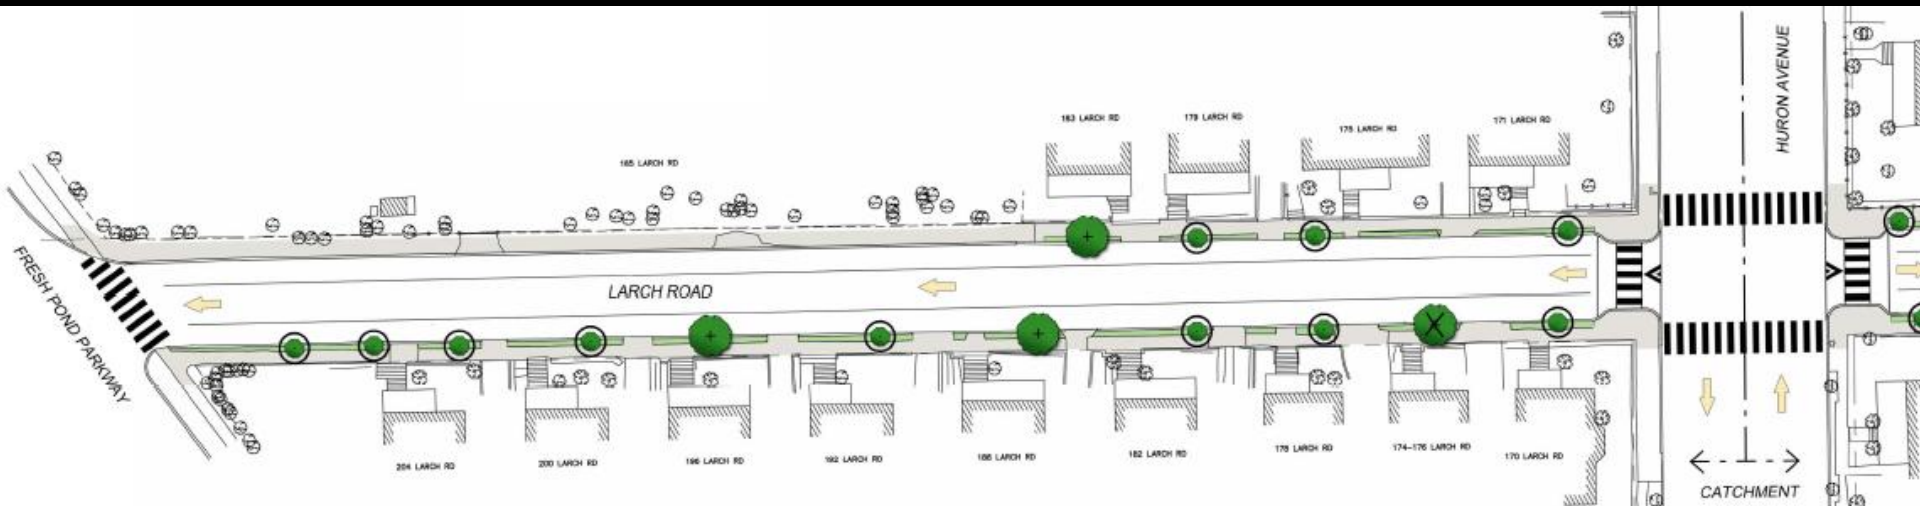 HURON AVENUE
183 LARCH RD
179 LARCH RD
175 LARCH RD
171 LARCH RD
185 LARCH RD
FRESH POND PARKWAY
LARCH ROAD
204 LARCH RD
200 LARCH RD
196 LARCH RD
192 LARCH RD
186 LARCH RD
182 LARCH RD
178 LARCH RD
174-176 LARCH RD
170 LARCH RD
CATCHMENT